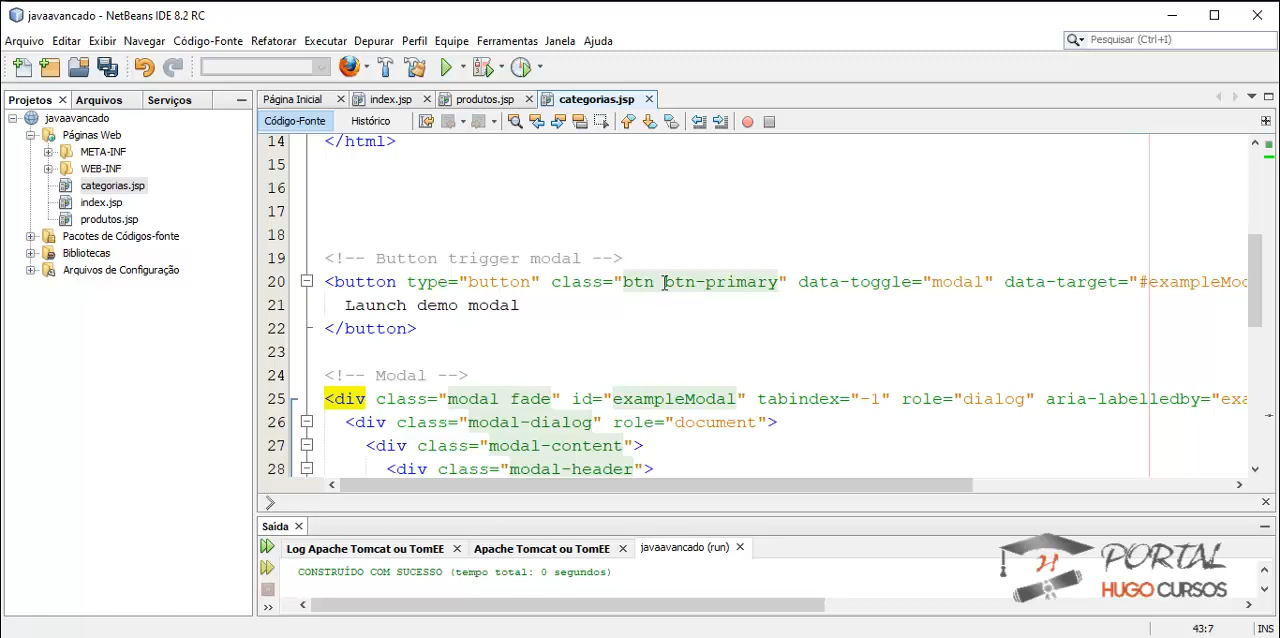 javaavancado - NetBeans IDE 8.2 RC
Arquivo Editar Exibir Navegar Código-Fonte Refatorar Executar Depurar Perfil Equipe Ferramentas Janela Ajuda
Pesquisar (Ctrl+I)
Projetos Arquivos Serviços
Página Inicial index.jsp produtos.jsp categorias.jsp
Código-Fonte Histórico
javaavancado
Páginas Web
META-INF
WEB-INF
categorias.jsp
index.jsp
produtos.jsp
Pacotes de Códigos-fonte
Bibliotecas
Arquivos de Configuração
14 </html>
15
16
17
18
19 <!-- Button trigger modal -->
20 <button type="button" class="btn btn-primary" data-toggle="modal" data-target="#exampleMod
21 Launch demo modal
22 </button>
23
24 <!-- Modal -->
25 <div class="modal fade" id="exampleModal" tabindex="-1" role="dialog" aria-labelledby="exa
26 <div class="modal-dialog" role="document">
27 <div class="modal-content">
28 <div class="modal-header">
Saída
Log Apache Tomcat ou TomEE Apache Tomcat ou TomEE javaavancado (run)
CONSTRUÍDO COM SUCESSO (tempo total: 0 segundos)
PORTAL
HUGO CURSOS
43:7 INS